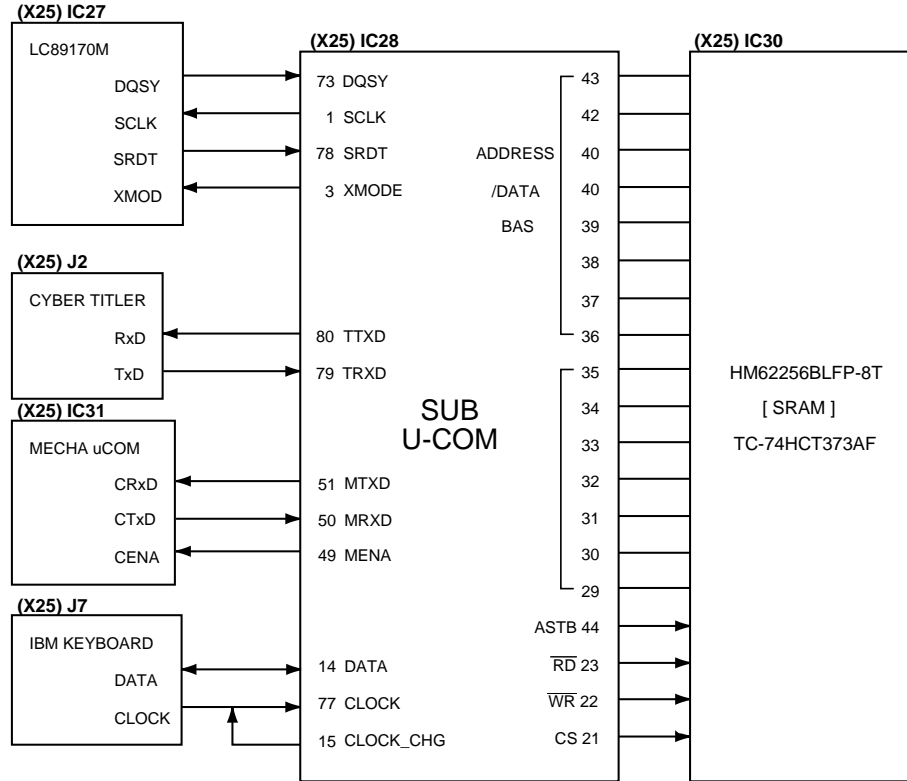 (X25) IC27
LC89170M
DQSY
SCLK
SRDT
XMOD
(X25) J2
CYBER TITLER
RxD
TxD
(X25) IC31
MECHA uCOM
CRxD
CTxD
CENA
(X25) J7
IBM KEYBOARD
DATA
CLOCK
(X25) IC28
73 DQSY
1 SCLK
78 SRDT
3 XMODE
80 TTXD
79 TRXD
SUB
U-COM
51 MTXD
50 MRXD
49 MENA
14 DATA
77 CLOCK
15 CLOCK_CHG
ADDRESS
/DATA
BAS
43
42
40
40
39
38
37
36
35
34
33
32
31
30
29
ASTB 44
RD 23
WR 22
CS 21
(X25) IC30
HM62256BLFP-8T
[ SRAM ]
TC-74HCT373AF